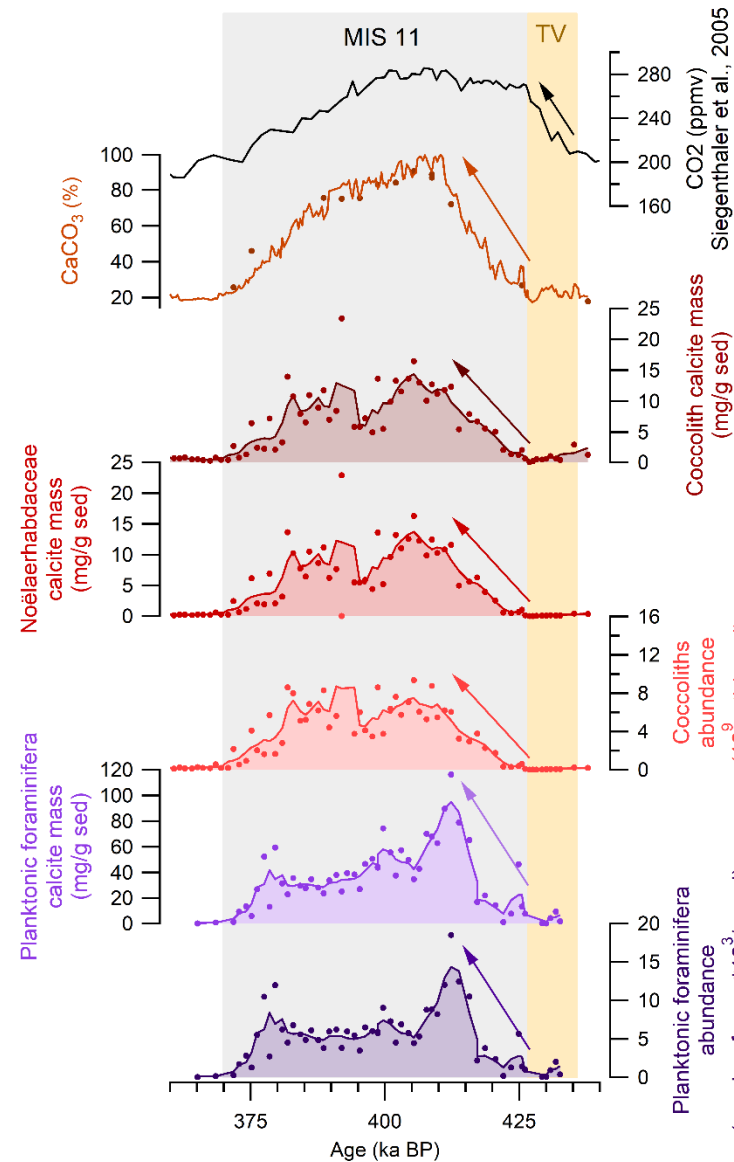 MIS 11
TV
280
240
200
160
CO2 (ppmv)
Siegenthaler et al., 2005
100
80
60
40
20
CaCO3 (%)
25
20
15
10
5
0
Coccolith calcite mass
(mg/g sed)
25
20
15
10
5
0
Noëlaerhabdaceae
calcite mass
(mg/g sed)
16
12
8
4
0
Coccoliths
abundance
120
100
80
60
40
20
0
Planktonic foraminifera
calcite mass
(mg/g sed)
20
15
10
5
0
Planktonic foraminifera
abundance
375
400
425
Age (ka BP)